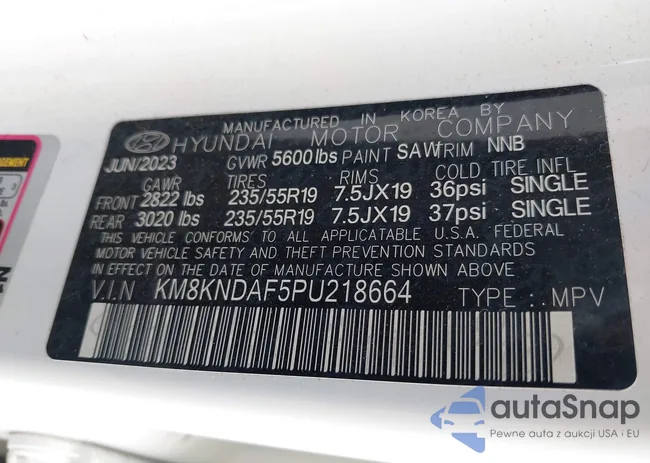 MANUFACTURED IN KOREA BY
HYUNDAI MOTOR COMPANY
JUN/2023 GVWR 5600 lbs PAINT SAW TRIM NNB
GAWR TIRES RIMS COLD TIRE INFL
FRONT 2822 lbs 235/55R19 7.5JX19 36psi SINGLE
REAR 3020 lbs 235/55R19 7.5JX19 37psi SINGLE
THIS VEHICLE CONFORMS TO ALL APPLICATABLE U.S.A. FEDERAL
MOTOR VEHICLE SAFETY AND THEFT PREVENTION STANDARDS
IN EFFECT ON THE DATE OF MANUFACTURE SHOWN ABOVE
V.I.N KM8KNDAF5PU218664 TYPE : MPV
autoSnap
Pewne auta z aukcji USA i EU